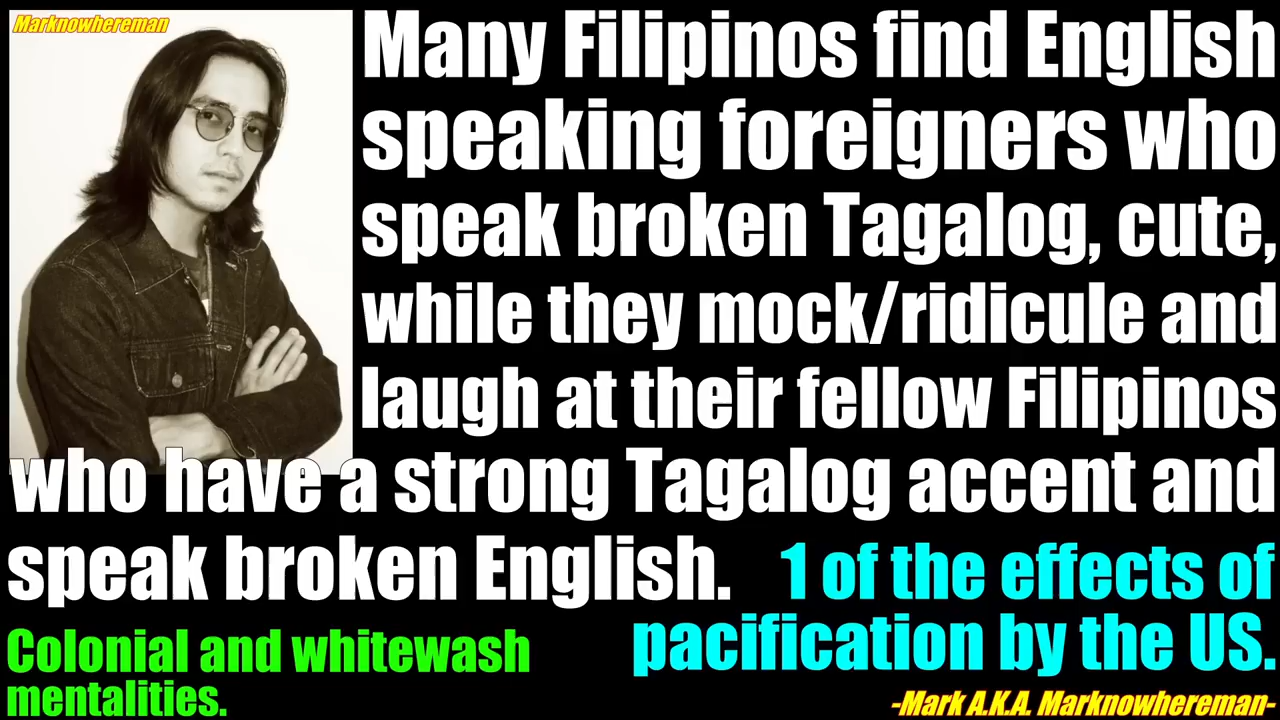 Marknowhereman
Many Filipinos find English
speaking foreigners who
speak broken Tagalog, cute,
while they mock/ridicule and
laugh at their fellow Filipinos
who have a strong Tagalog accent and
speak broken English.
1 of the effects of
pacification by the US.
Colonial and whitewash
mentalities.
-Mark A.K.A. Marknowhereman-